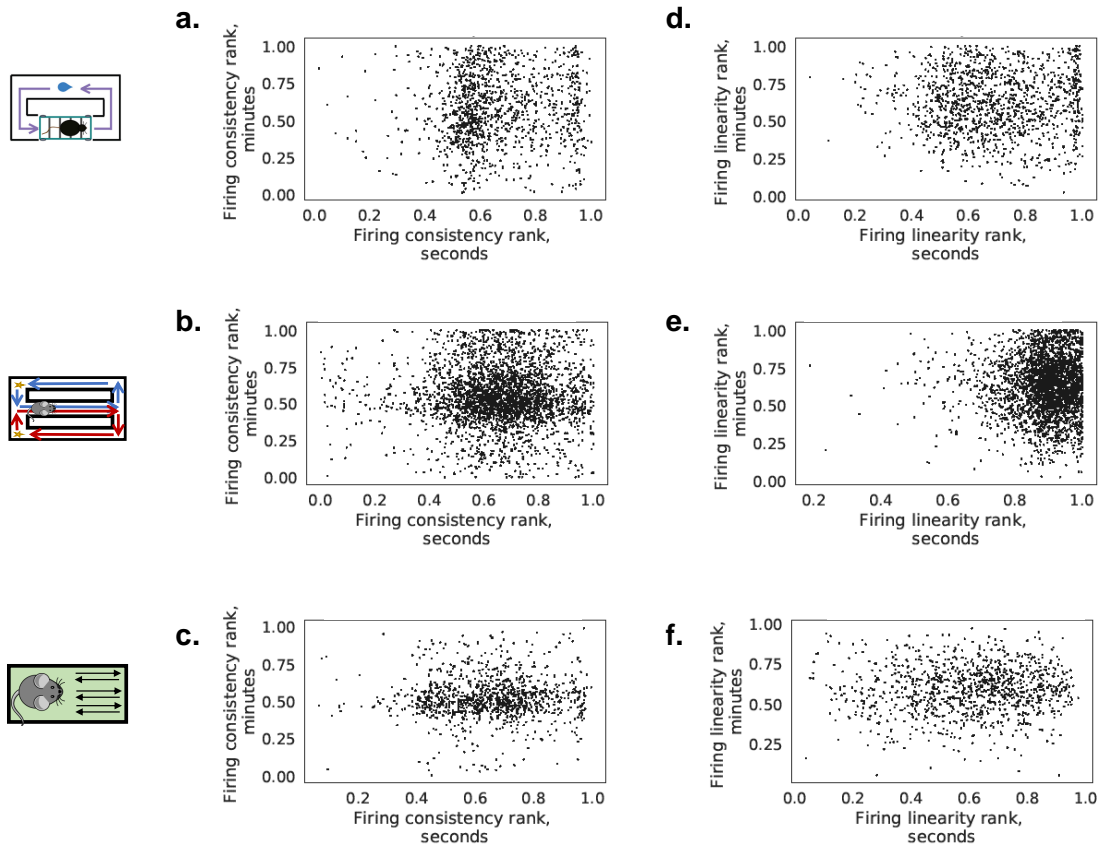 a.
Firing consistency rank,
minutes
1.00
0.75
0.50
0.25
0.00
0.0 0.2 0.4 0.6 0.8 1.0
Firing consistency rank,
seconds
d.
Firing linearity rank,
minutes
1.00
0.75
0.50
0.25
0.00
0.0 0.2 0.4 0.6 0.8 1.0
Firing linearity rank,
seconds
b.
Firing consistency rank,
minutes
1.00
0.75
0.50
0.25
0.00
0.0 0.2 0.4 0.6 0.8 1.0
Firing consistency rank,
seconds
e.
Firing linearity rank,
minutes
1.00
0.75
0.50
0.25
0.00
0.2 0.4 0.6 0.8 1.0
Firing linearity rank,
seconds
c.
Firing consistency rank,
minutes
1.00
0.75
0.50
0.25
0.00
0.2 0.4 0.6 0.8 1.0
Firing consistency rank,
seconds
f.
Firing linearity rank,
minutes
1.00
0.75
0.50
0.25
0.0 0.2 0.4 0.6 0.8 1.0
Firing linearity rank,
seconds